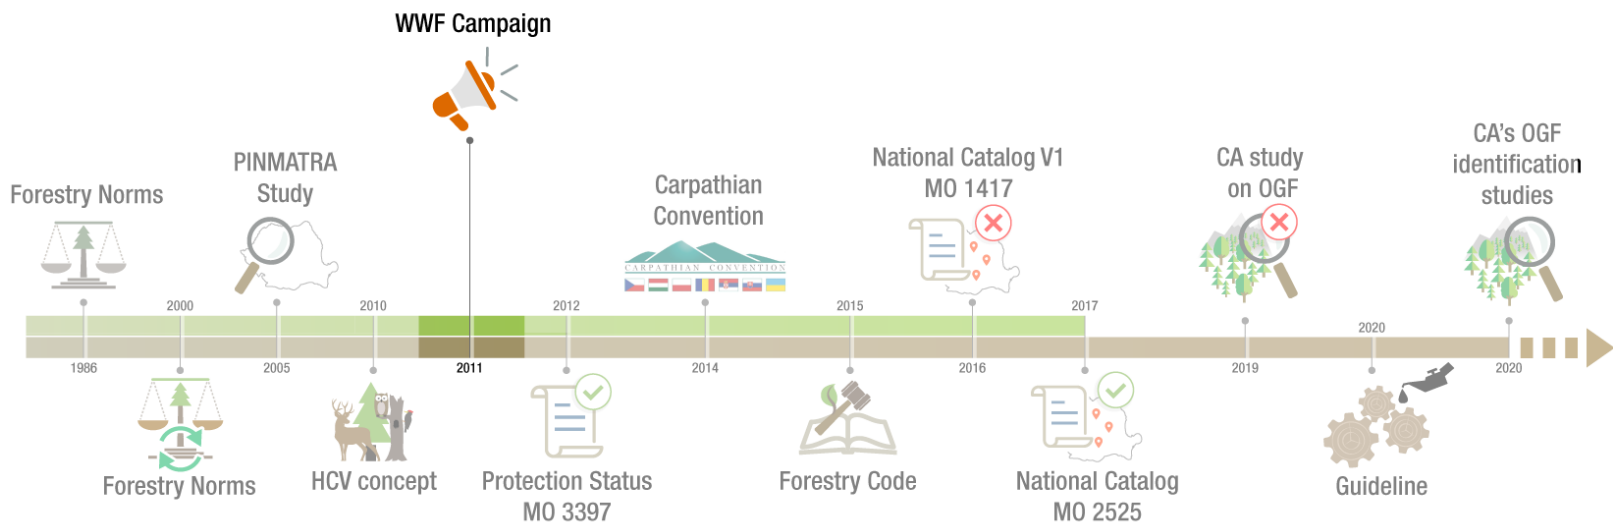 WWF Campaign
PINMATRA
Study
Forestry Norms
Carpathian
Convention
CARPATHIAN CONVENTION
National Catalog V1
MO 1417
CA study
on OGF
CA's OGF
identification
studies
2000
2010
2012
2015
2017
2020
1986
2005
2011
2014
2016
2019
2020
Forestry Norms
HCV concept
Protection Status
MO 3397
Forestry Code
National Catalog
MO 2525
Guideline